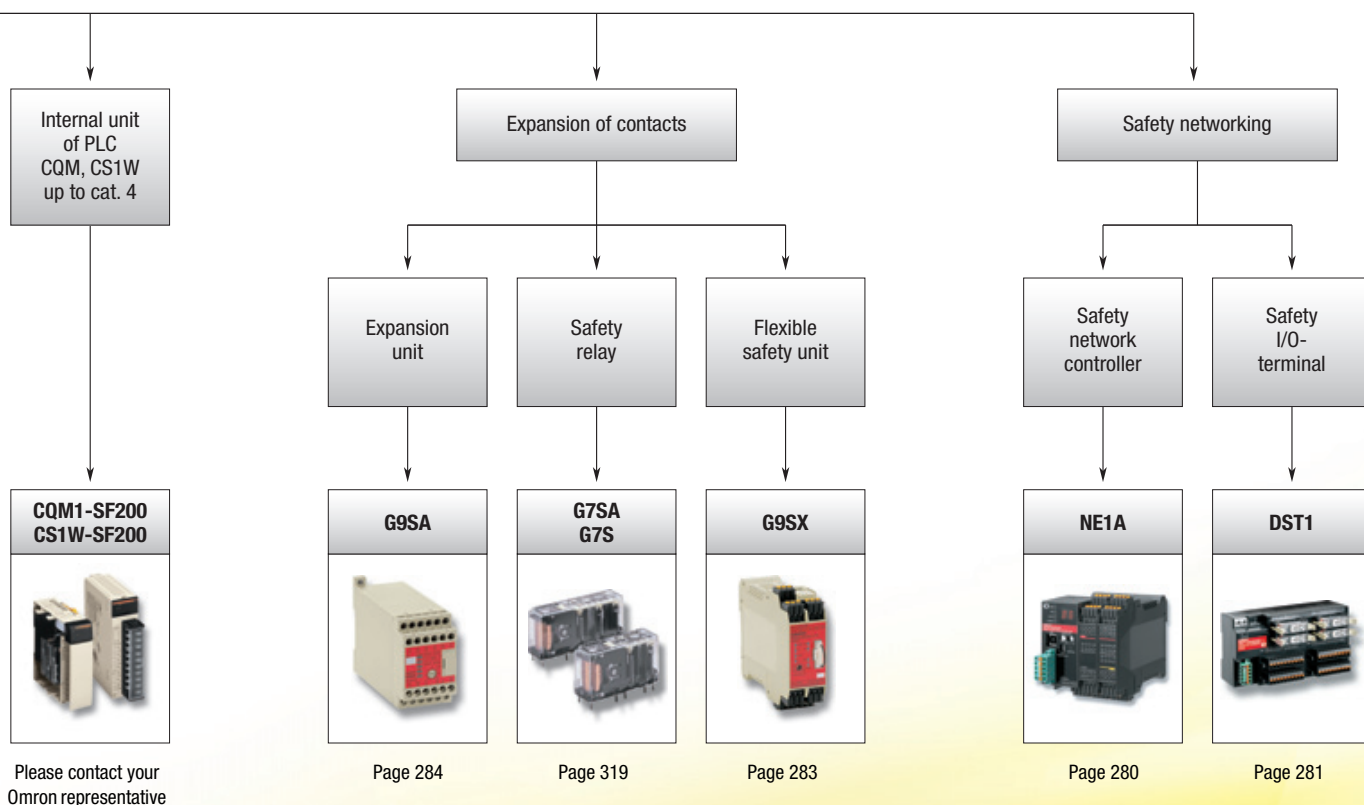 Internal unit
of PLC
CQM, CS1W
up to cat. 4
Expansion of contacts
Safety networking
Expansion
unit
Safety
relay
Flexible
safety unit
Safety
network
controller
Safety
I/O-
terminal
CQM1-SF200
CS1W-SF200
G9SA
G7SA
G7S
G9SX
NE1A
DST1
Please contact your
Omron representative
Page 284
Page 319
Page 283
Page 280
Page 281